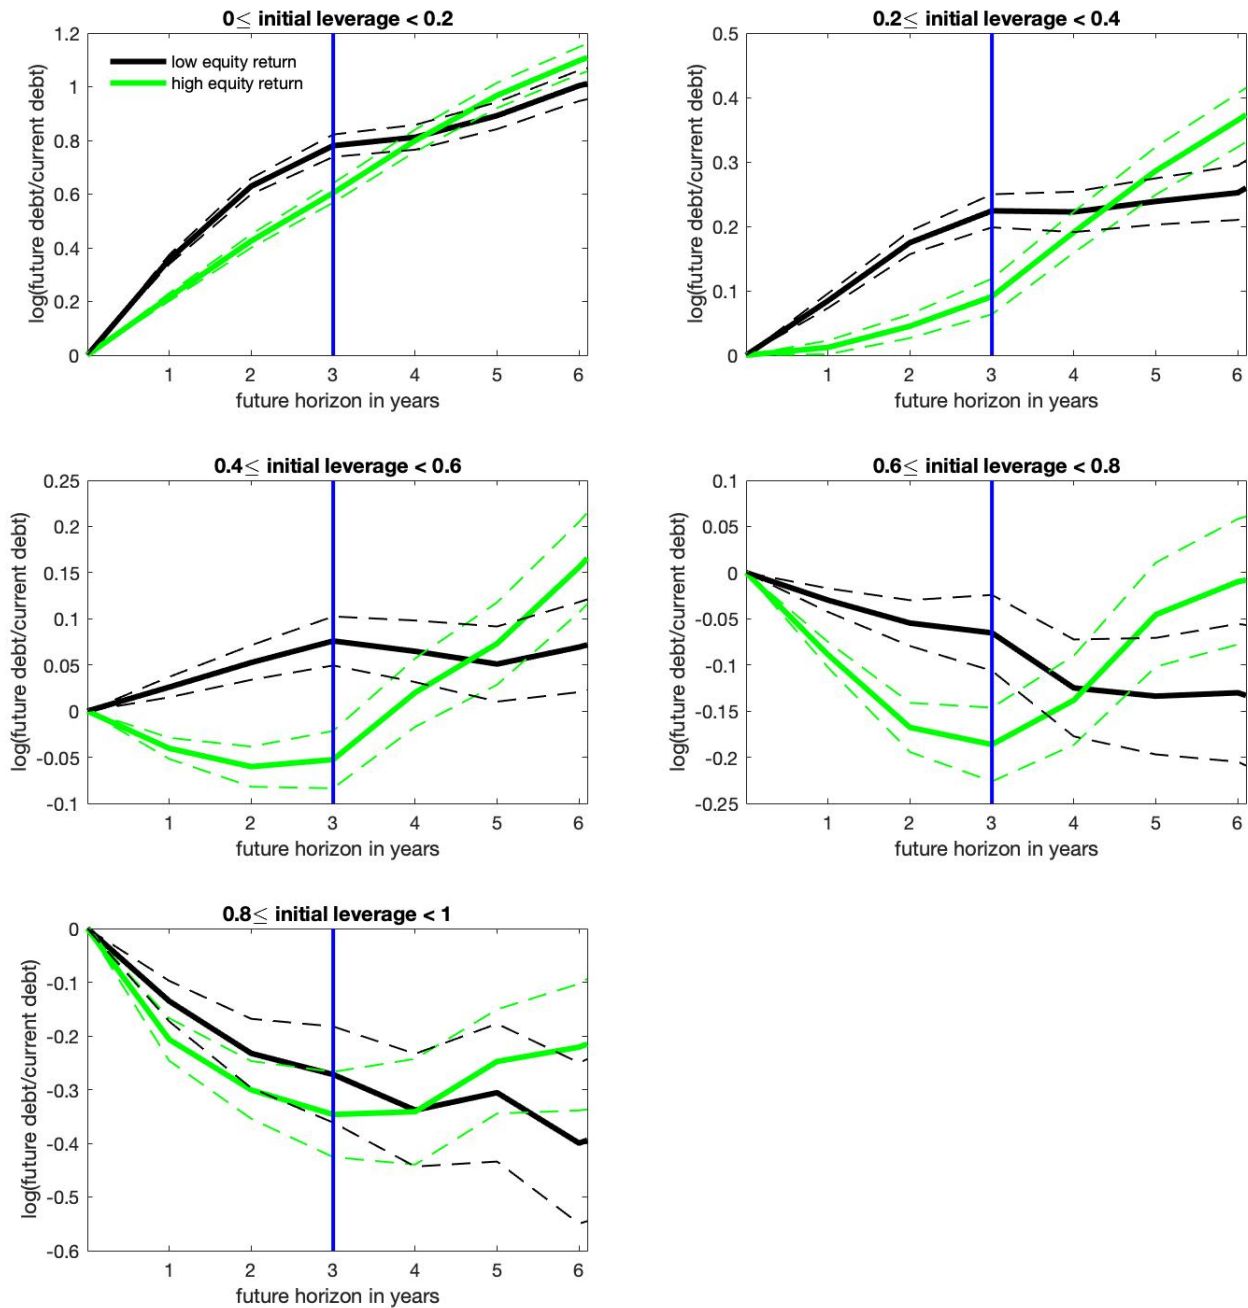 0≤ initial leverage < 0.2
1.2
1
0.8
0.6
0.4
0.2
0
log(future debt/current debt)
low equity return
high equity return
1 2 3 4 5 6
future horizon in years
0.2≤ initial leverage < 0.4
0.5
0.4
0.3
0.2
0.1
0
log(future debt/current debt)
1 2 3 4 5 6
future horizon in years
0.4≤ initial leverage < 0.6
0.25
0.2
0.15
0.1
0.05
0
-0.05
-0.1
log(future debt/current debt)
1 2 3 4 5 6
future horizon in years
0.6≤ initial leverage < 0.8
0.1
0.05
0
-0.05
-0.1
-0.15
-0.2
-0.25
log(future debt/current debt)
1 2 3 4 5 6
future horizon in years
0.8≤ initial leverage < 1
0
-0.1
-0.2
-0.3
-0.4
-0.5
-0.6
log(future debt/current debt)
1 2 3 4 5 6
future horizon in years